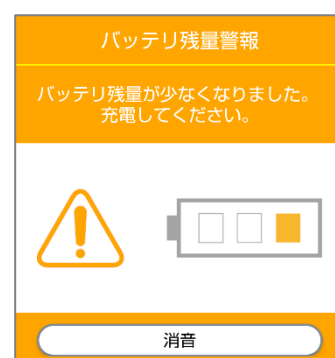 バッテリ残量警報
バッテリ残量が少なくなりました。
充電してください。
消音